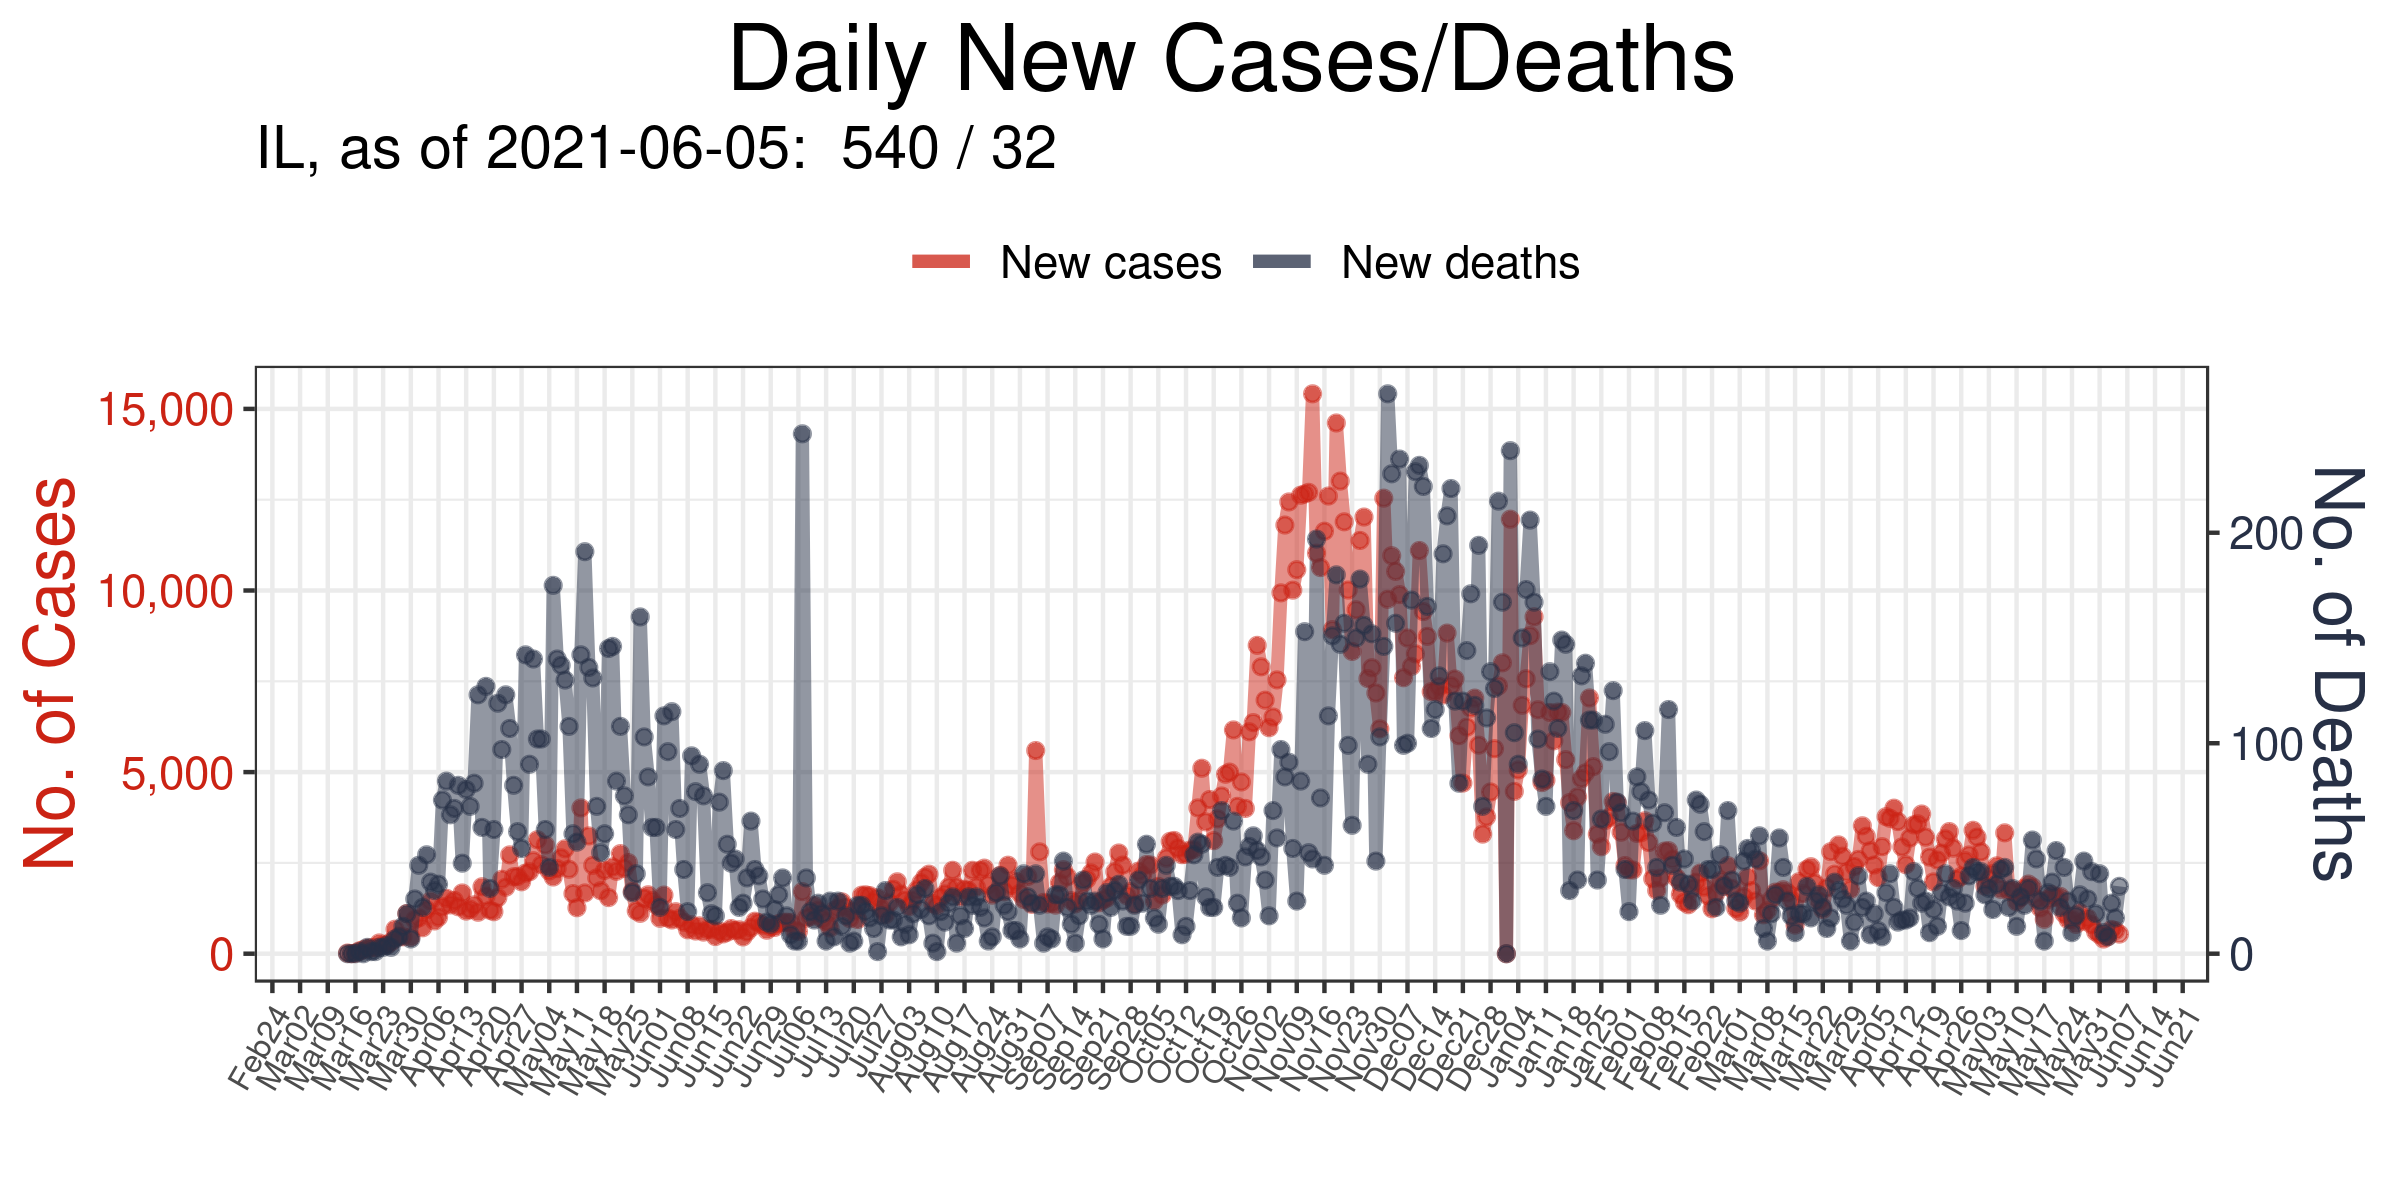 Daily New Cases/Deaths
IL, as of 2021-06-05:  540 / 32
New cases
New deaths
No. of Cases
15,000
10,000
5,000
0
No. of Deaths
200
100
0
Feb24
Mar02
Mar09
Mar16
Mar23
Mar30
Apr06
Apr13
Apr20
Apr27
May04
May11
May18
May25
Jun01
Jun08
Jun15
Jun22
Jun29
Jul06
Jul13
Jul20
Jul27
Aug03
Aug10
Aug17
Aug24
Aug31
Sep07
Sep14
Sep21
Sep28
Oct05
Oct12
Oct19
Oct26
Nov02
Nov09
Nov16
Nov23
Nov30
Dec07
Dec14
Dec21
Dec28
Jan04
Jan11
Jan18
Jan25
Feb01
Feb08
Feb15
Feb22
Mar01
Mar08
Mar15
Mar22
Mar29
Apr05
Apr12
Apr19
Apr26
May03
May10
May17
May24
May31
Jun07
Jun14
Jun21